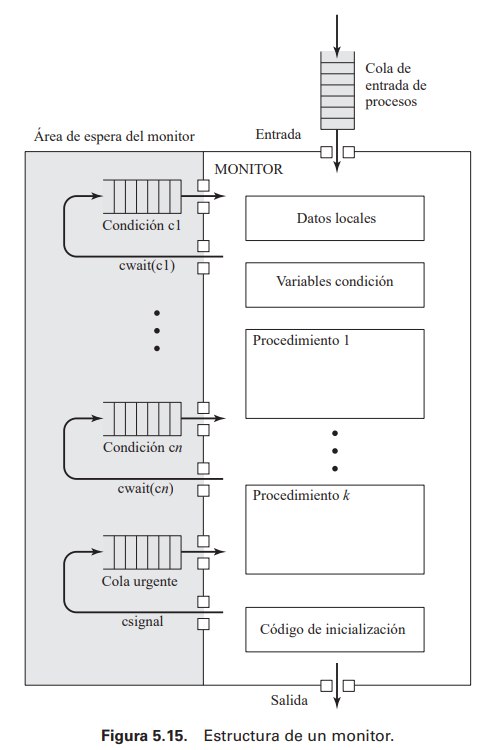 Cola de
entrada de
procesos
Área de espera del monitor
Entrada
MONITOR
Condición c1
Datos locales
cwait(c1)
Variables condición
Procedimiento 1
Condición cn
cwait(cn)
Procedimiento k
Cola urgente
csignal
Código de inicialización
Salida
Figura 5.15. Estructura de un monitor.